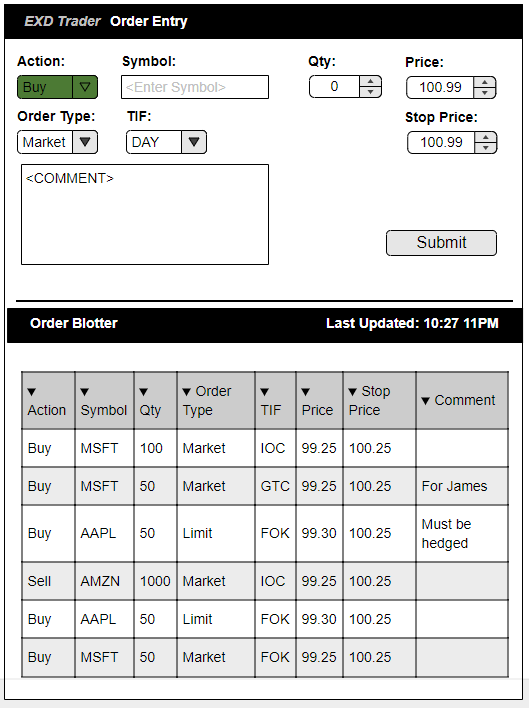 EXD Trader Order Entry
Action: Symbol: Qty: Price:
Buy <Enter Symbol> 0 100.99
Order Type: TIF: Stop Price:
Market DAY 100.99
<COMMENT>
Submit
Order Blotter Last Updated: 10:27 11PM
▼ ▼ ▼ ▼ Order ▼ ▼ ▼ Stop ▼ Comment
Action Symbol Qty Type TIF Price Price
Buy MSFT 100 Market IOC 99.25 100.25
Buy MSFT 50 Market GTC 99.25 100.25 For James
Buy AAPL 50 Limit FOK 99.30 100.25 Must be
hedged
Sell AMZN 1000 Market IOC 99.25 100.25
Buy AAPL 50 Limit FOK 99.30 100.25
Buy MSFT 50 Market FOK 99.25 100.25